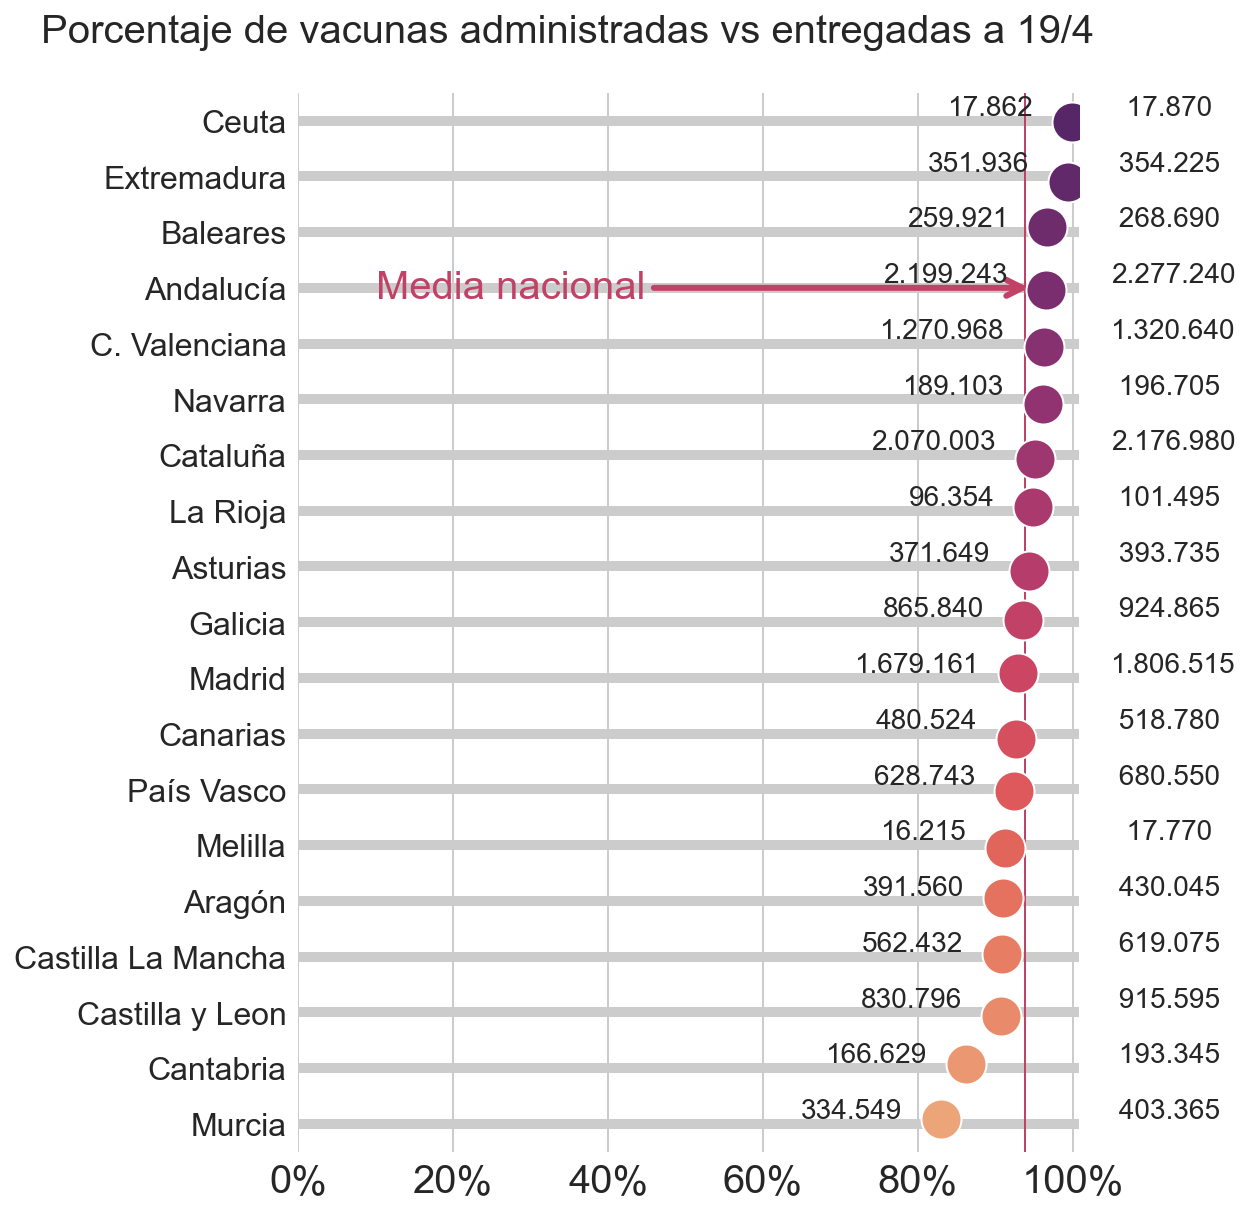 Porcentaje de vacunas administradas vs entregadas a 19/4
Ceuta 17.862 17.870
Extremadura 351.936 354.225
Baleares 259.921 268.690
Andalucía Media nacional 2.199.243 2.277.240
C. Valenciana 1.270.968 1.320.640
Navarra 189.103 196.705
Cataluña 2.070.003 2.176.980
La Rioja 96.354 101.495
Asturias 371.649 393.735
Galicia 865.840 924.865
Madrid 1.679.161 1.806.515
Canarias 480.524 518.780
País Vasco 628.743 680.550
Melilla 16.215 17.770
Aragón 391.560 430.045
Castilla La Mancha 562.432 619.075
Castilla y Leon 830.796 915.595
Cantabria 166.629 193.345
Murcia 334.549 403.365
0% 20% 40% 60% 80% 100%